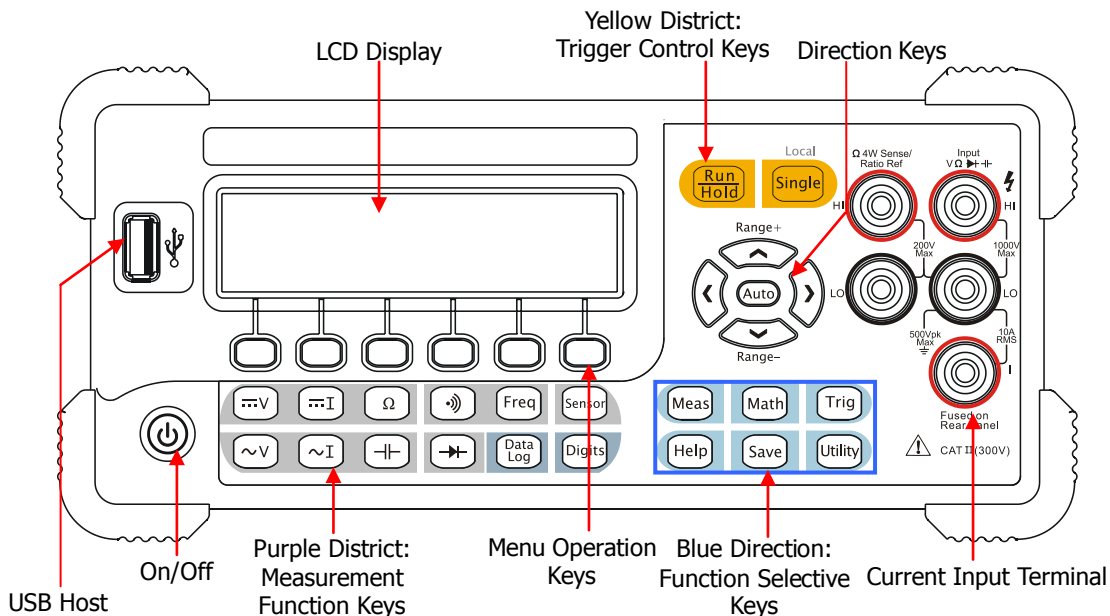 Yellow District:
Trigger Control Keys
LCD Display
Direction Keys
Local
Run
Hold
Single
Ω 4W Sense/
Ratio Ref
Input
V Ω
HI
HI
Range+
200V
Max
1000V
Max
Auto
LO
LO
Range−
500Vpk
Max
10A
RMS
I
Fused on
Rear Panel
CAT II (300V)
V
I
Ω
Freq
Sensor
~V
~I
Data
Log
Digits
Meas
Math
Trig
Help
Save
Utility
On/Off
USB Host
Purple District:
Measurement
Function Keys
Menu Operation
Keys
Blue Direction:
Function Selective
Keys
Current Input Terminal